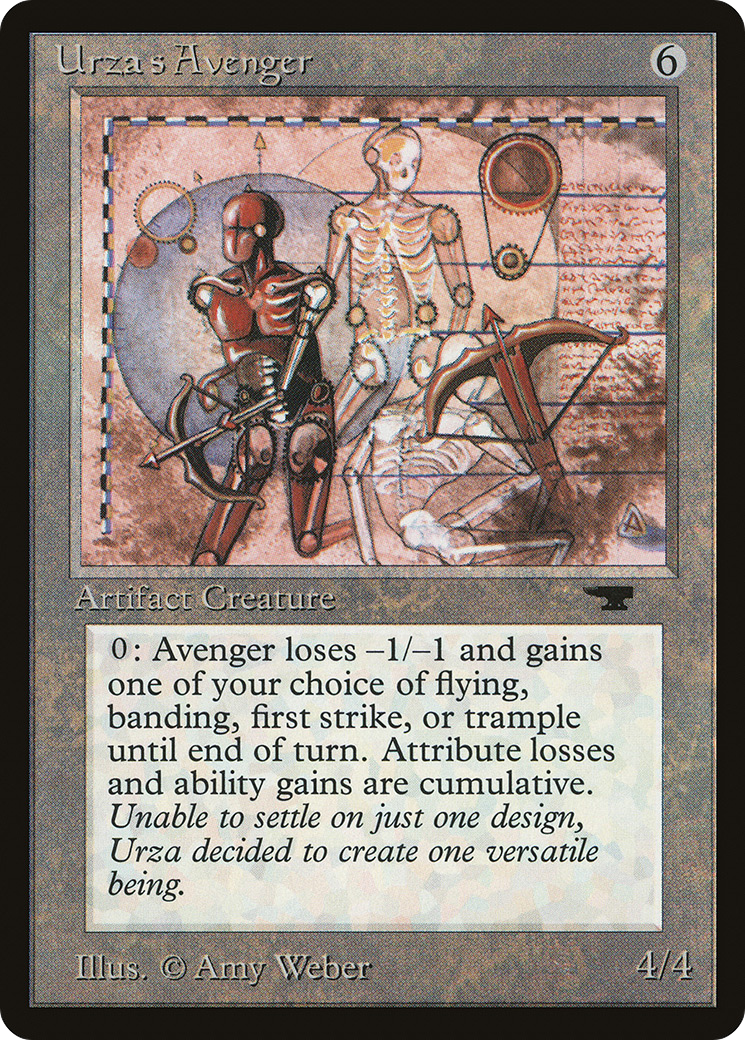 Urza's Avenger
6
Artifact Creature
0: Avenger loses –1/–1 and gains
one of your choice of flying,
banding, first strike, or trample
until end of turn. Attribute losses
and ability gains are cumulative.
Unable to settle on just one design,
Urza decided to create one versatile
being.
Illus. © Amy Weber
4/4